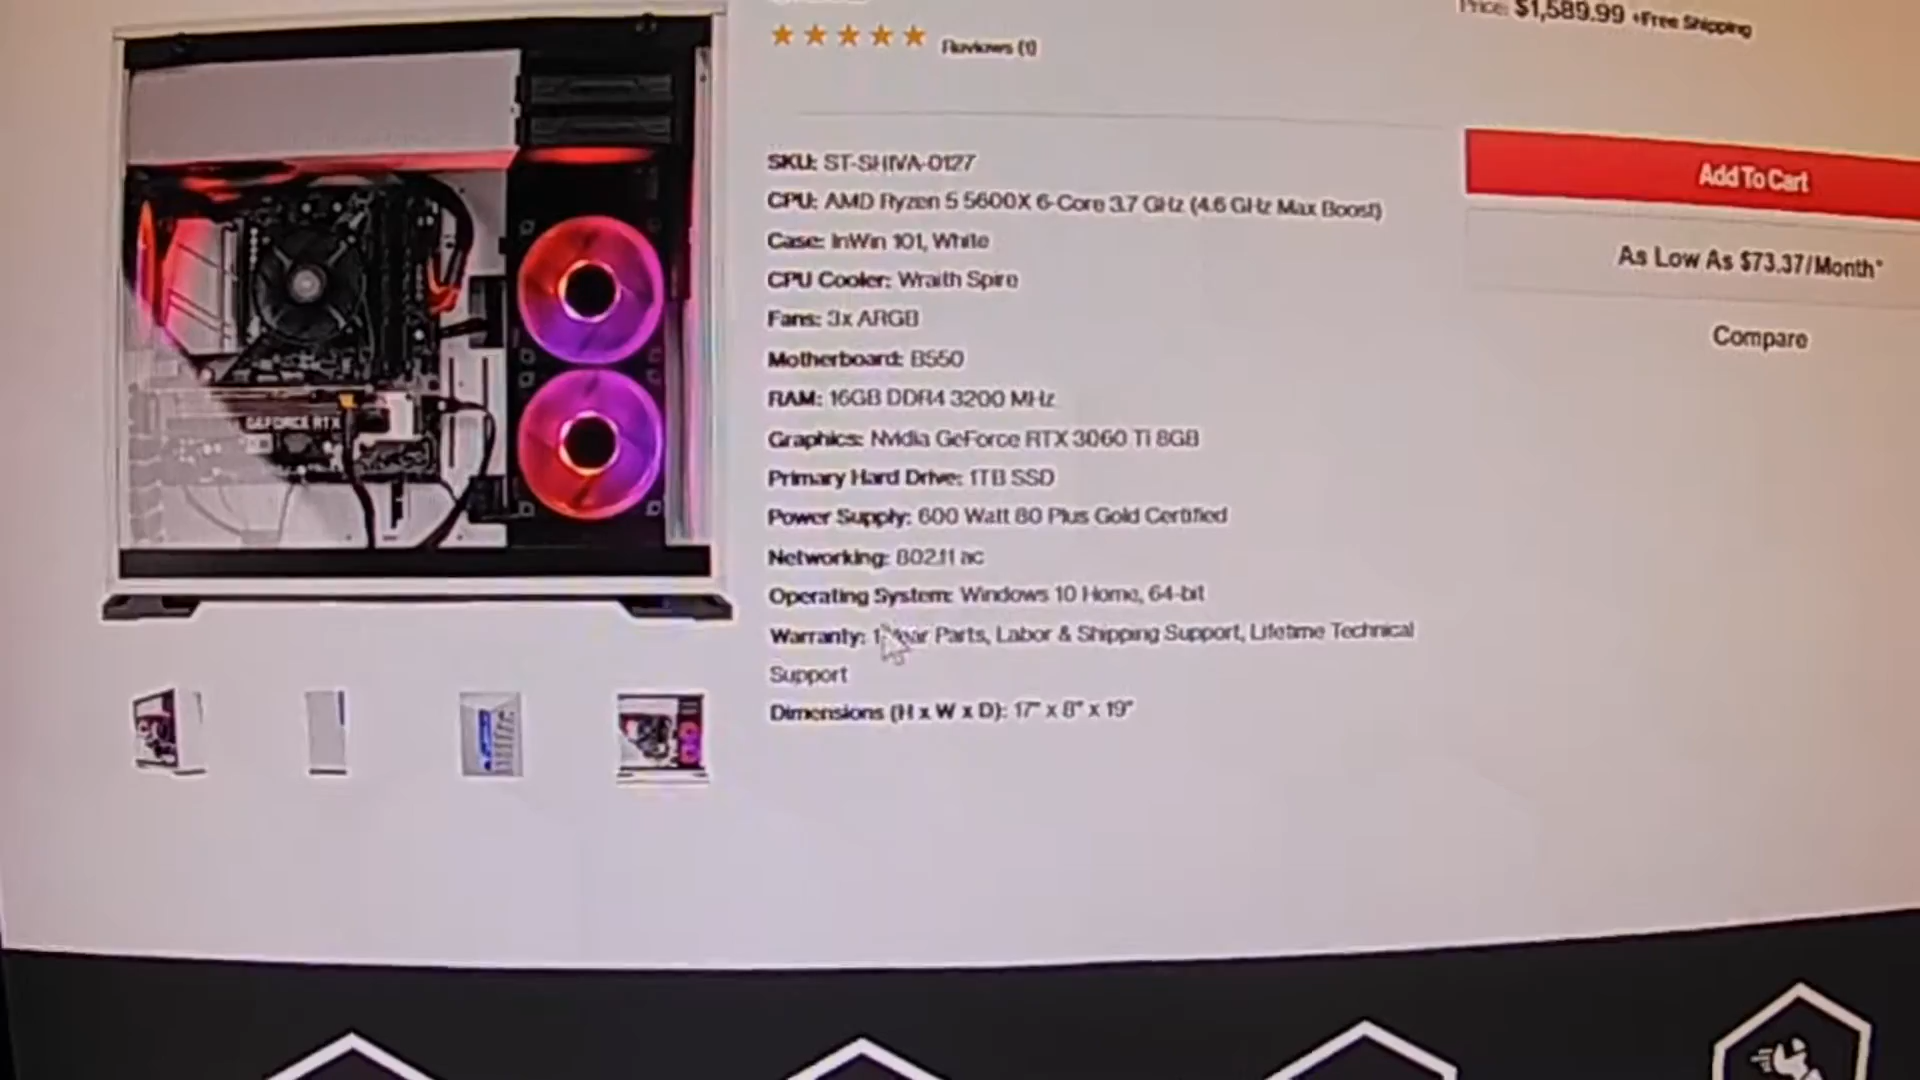 Price: $1,589.99 +Free Shipping
Reviews (1)
SKU: ST-SHIVA-0127
CPU: AMD Ryzen 5 5600X 6-Core 3.7 GHz (4.6 GHz Max Boost)
Case: InWin 101, White
CPU Cooler: Wraith Spire
Fans: 3x ARGB
Motherboard: B550
RAM: 16GB DDR4 3200 MHz
Graphics: Nvidia GeForce RTX 3060 Ti 8GB
Primary Hard Drive: 1TB SSD
Power Supply: 600 Watt 80 Plus Gold Certified
Networking: 802.11 ac
Operating System: Windows 10 Home, 64-bit
Warranty: 1 Year Parts, Labor & Shipping Support, Lifetime Technical
Support
Dimensions (H x W x D): 17" x 8" x 19"
Add To Cart
As Low As $73.37/Month*
Compare
GEFORCE RTX